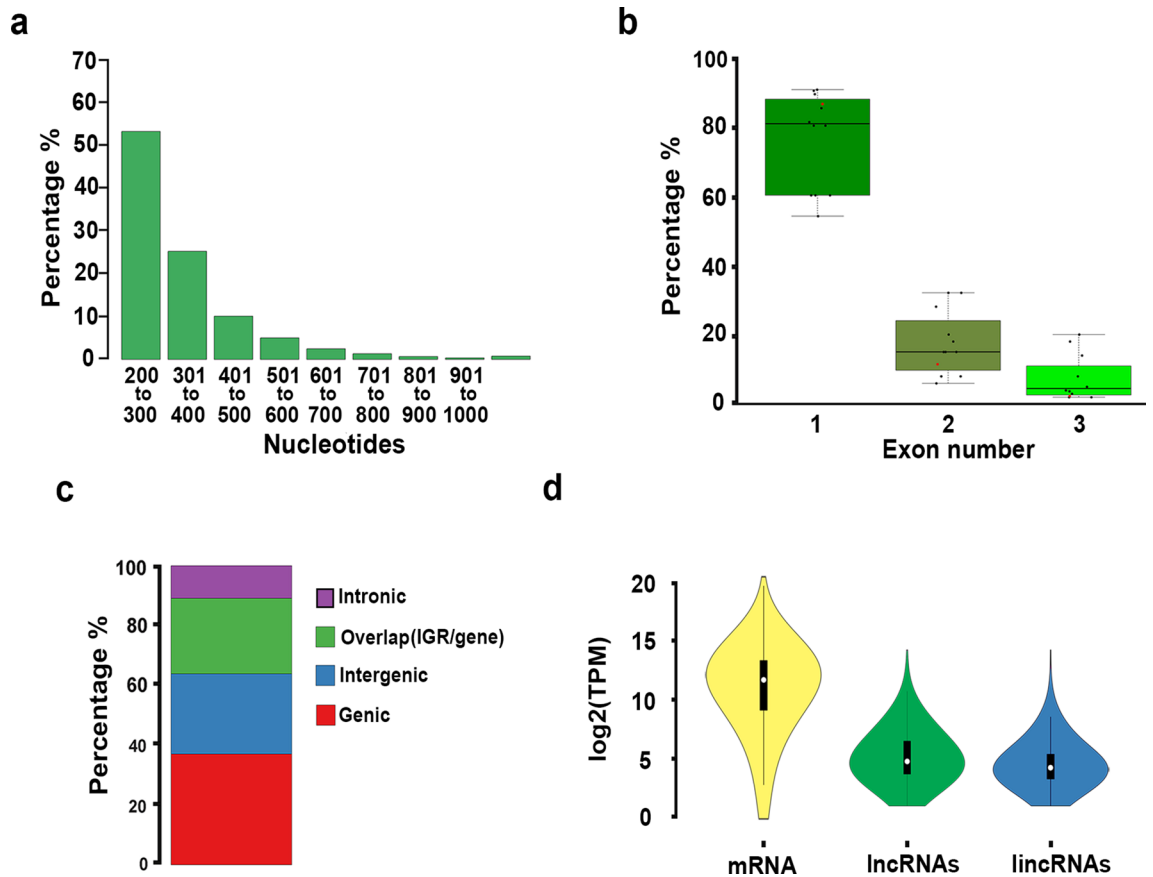 a
70
60
50
40
30
20
10
0
Percentage %
200 301 401 501 601 701 801 901
to to to to to to to to
300 400 500 600 700 800 900 1000
Nucleotides
b
100
80
60
40
20
0
Percentage %
1 2 3
Exon number
c
100
80
60
40
20
0
Percentage %
Intronic
Overlap(IGR/gene)
Intergenic
Genic
d
20
15
10
5
0
log2(TPM)
mRNA lncRNAs lincRNAs